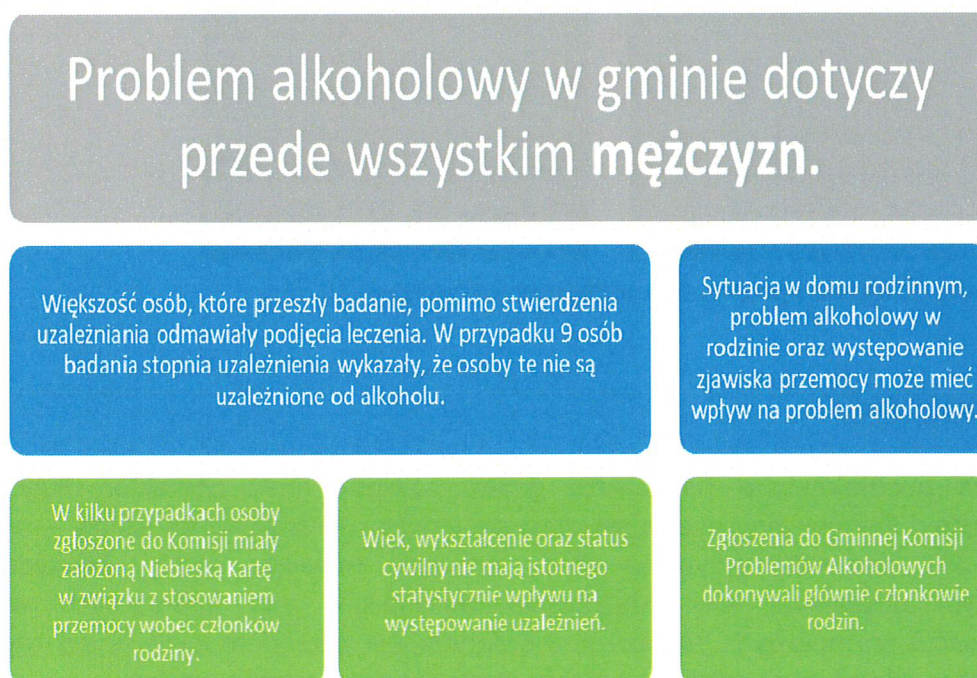 Problem alkoholowy w gminie dotyczy
przede wszystkim mężczyzn.
Większość osób, które przeszły badanie, pomimo stwierdzenia
uzależniania odmawiały podjęcia leczenia. W przypadku 9 osób
badania stopnia uzależnienia wykazały, że osoby te nie są
uzależnione od alkoholu.
Sytuacja w domu rodzinnym,
problem alkoholowy w
rodzinie oraz występowanie
zjawiska przemocy może mieć
wpływ na problem alkoholowy.
W kilku przypadkach osoby
zgłoszone do Komisji miały
założoną Niebieską Kartę
w związku z stosowaniem
przemocy wobec członków
rodziny.
Wiek, wykształcenie oraz status
cywilny nie mają istotnego
statystycznie wpływu na
występowanie uzależnień.
Zgłoszenia do Gminnej Komisji
Problemów Alkoholowych
dokonywali głównie członkowie
rodzin.